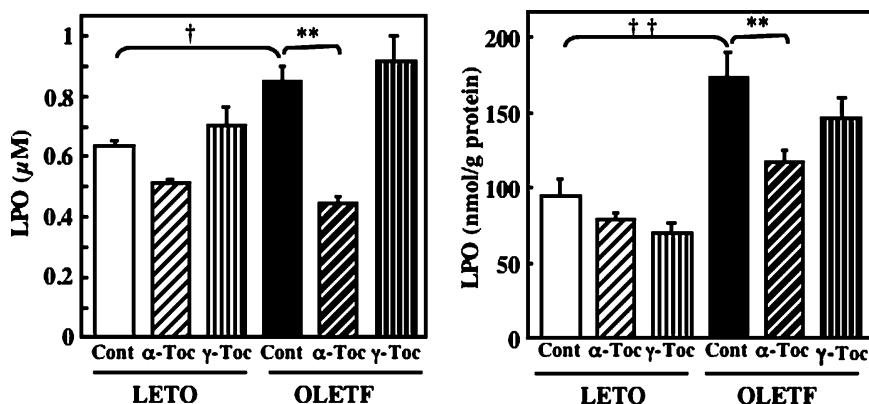 † **
1
0.8
0.6
0.4
0.2
0
LPO (µM)
Cont α-Toc γ-Toc Cont α-Toc γ-Toc
LETO OLETF
† † **
200
150
100
50
0
LPO (nmol/g protein)
Cont α-Toc γ-Toc Cont α-Toc γ-Toc
LETO OLETF